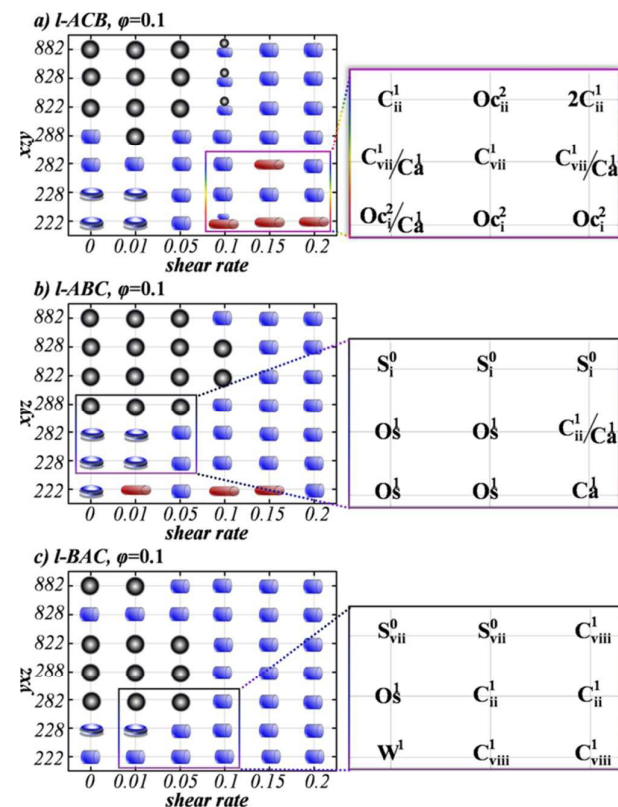 a) l-ACB, φ=0.1
xzy
882
828
822
288
282
228
222
0 0.01 0.05 0.1 0.15 0.2
shear rate
C¹ᵢᵢ Oc²ᵢᵢ 2C¹ᵢᵢ
C¹ᵥᵢᵢ/Ca¹ C¹ᵥᵢᵢ C¹ᵥᵢᵢ/Ca¹
Oc²ᵢ/Ca¹ Oc²ᵢ Oc²ᵢ
b) l-ABC, φ=0.1
xyz
882
828
822
288
282
228
222
0 0.01 0.05 0.1 0.15 0.2
shear rate
S⁰ᵢ S⁰ᵢ S⁰ᵢ
Os¹ Os¹ C¹ᵢᵢ/Ca¹
Os¹ Os¹ Ca¹
c) l-BAC, φ=0.1
yxz
882
828
822
288
282
228
222
0 0.01 0.05 0.1 0.15 0.2
shear rate
S⁰ᵥᵢᵢ S⁰ᵥᵢᵢ C¹ᵥᵢᵢᵢ
Os¹ C¹ᵢᵢ C¹ᵢᵢ
W¹ C¹ᵥᵢᵢᵢ C¹ᵥᵢᵢᵢ